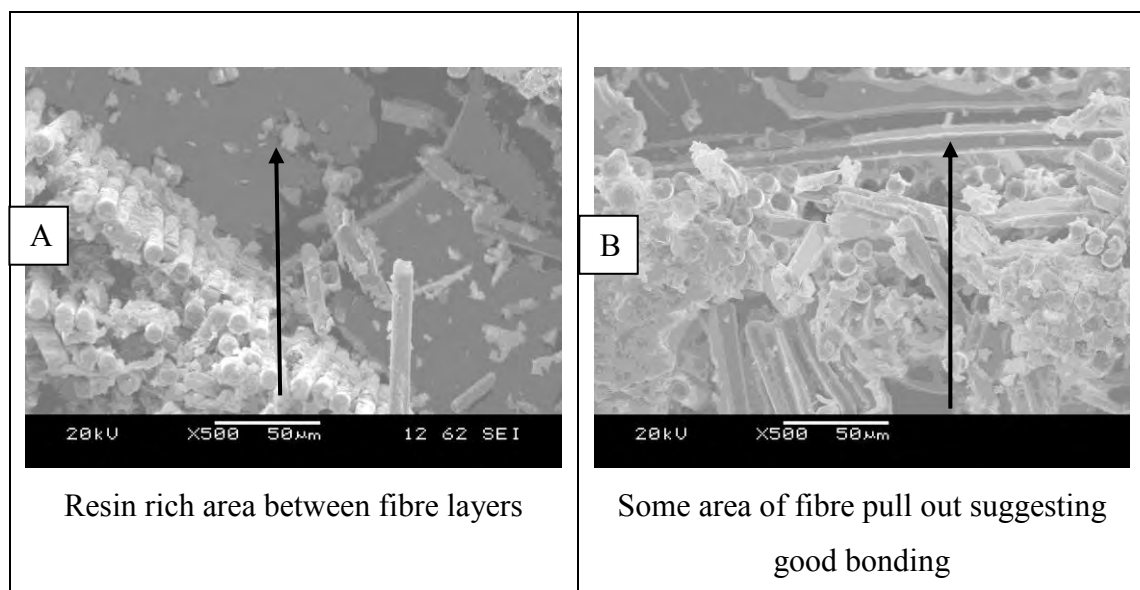 A
20kV X500 50µm 12 62 SEI
Resin rich area between fibre layers
B
20kV X500 50µm
Some area of fibre pull out suggesting
good bonding